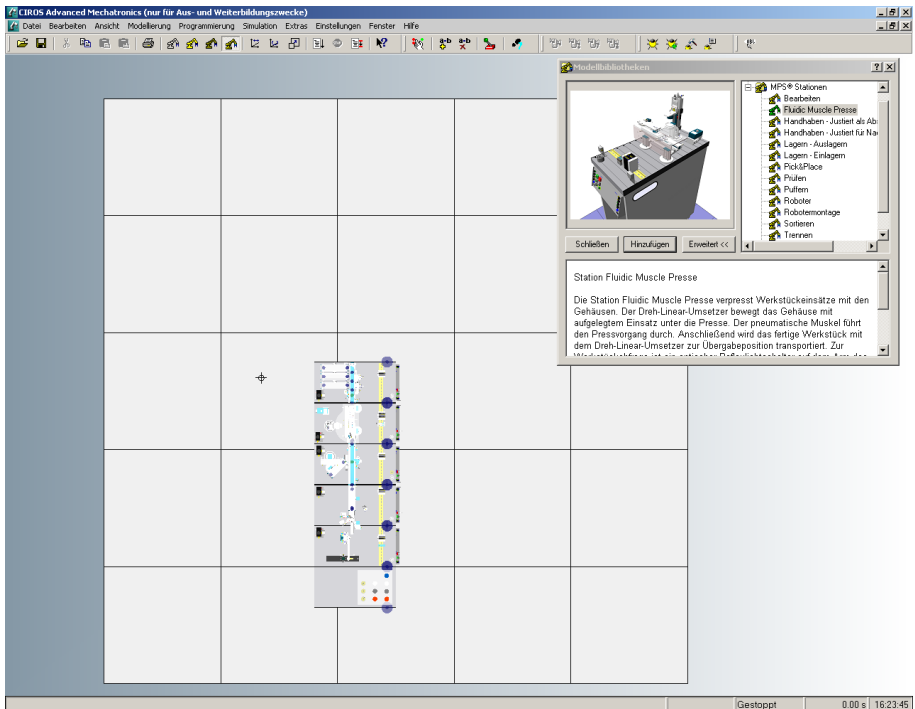 CIROS Advanced Mechatronics (nur für Aus- und Weiterbildungszwecke)
Datei Bearbeiten Ansicht Modellierung Programmierung Simulation Extras Einstellungen Fenster Hilfe
Modellbibliotheken
MPS® Stationen
Bearbeiten
Fluidic Muscle Presse
Handhaben - Justiert als Ab
Handhaben - Justiert für Na
Lagern - Auslagern
Lagern - Einlagern
Pick&Place
Prüfen
Puffern
Roboter
Robotermontage
Sortieren
Trennen
Schließen Hinzufügen Erweitert <<
Station Fluidic Muscle Presse
Die Station Fluidic Muscle Presse verpresst Werkstückeinsätze mit den
Gehäusen. Der Dreh-Linear-Umsetzer bewegt das Gehäuse mit
aufgelegtem Einsatz unter die Presse. Der pneumatische Muskel führt
den Pressvorgang durch. Anschließend wird das fertige Werkstück mit
dem Dreh-Linear-Umsetzer zur Übergabeposition transportiert. Zur
Gestoppt 0.00 s 16:23:45